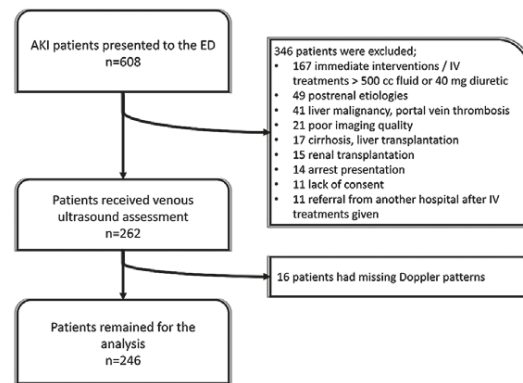 AKI patients presented to the ED
n=608
346 patients were excluded;
• 167 immediate interventions / IV
treatments > 500 cc fluid or 40 mg diuretic
• 49 postrenal etiologies
• 41 liver malignancy, portal vein thrombosis
• 21 poor imaging quality
• 17 cirrhosis, liver transplantation
• 15 renal transplantation
• 14 arrest presentation
• 11 lack of consent
• 11 referral from another hospital after IV
treatments given
Patients received venous
ultrasound assessment
n=262
16 patients had missing Doppler patterns
Patients remained for the
analysis
n=246